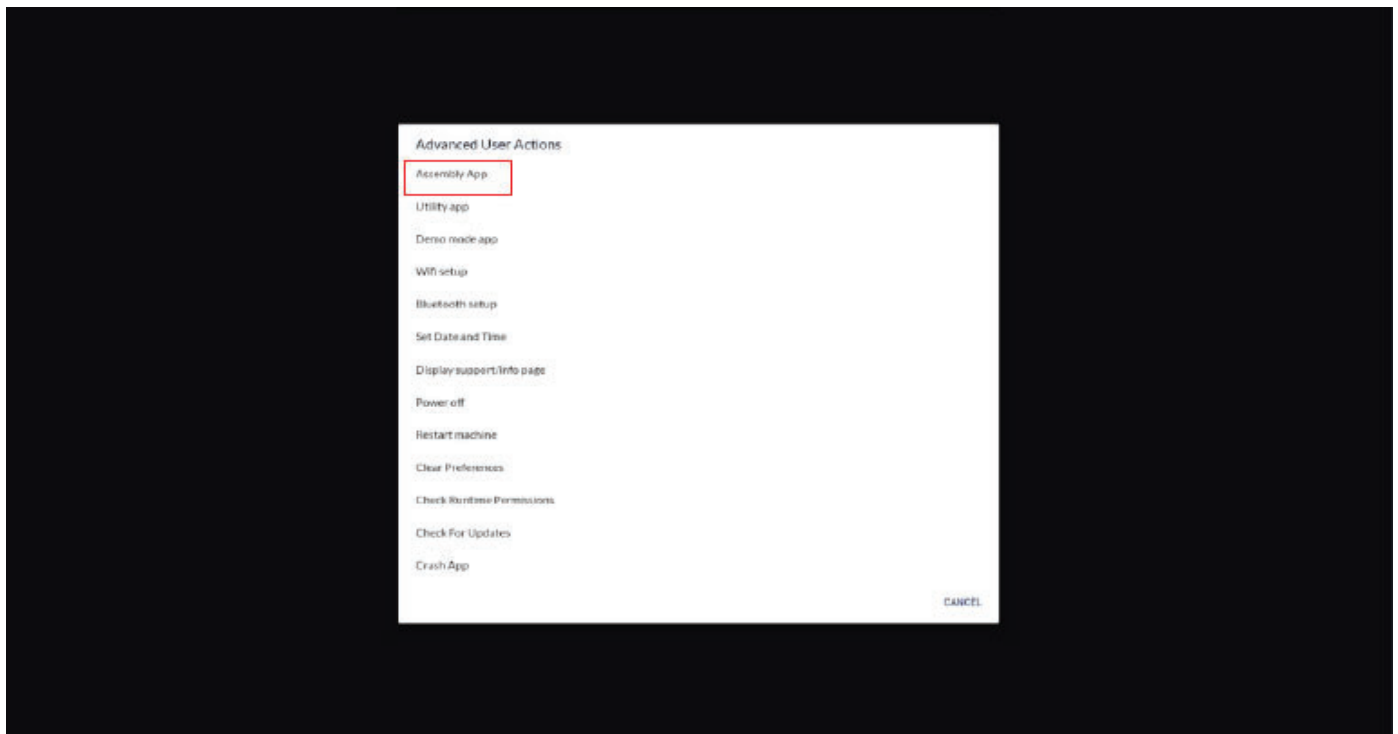 Advanced User Actions
Assembly App
Utility app
Demo mode app
Wifi setup
Bluetooth setup
Set Date and Time
Display support/info page
Power off
Restart machine
Clear Preferences
Check Runtime Permissions
Check For Updates
Crash App
CANCEL